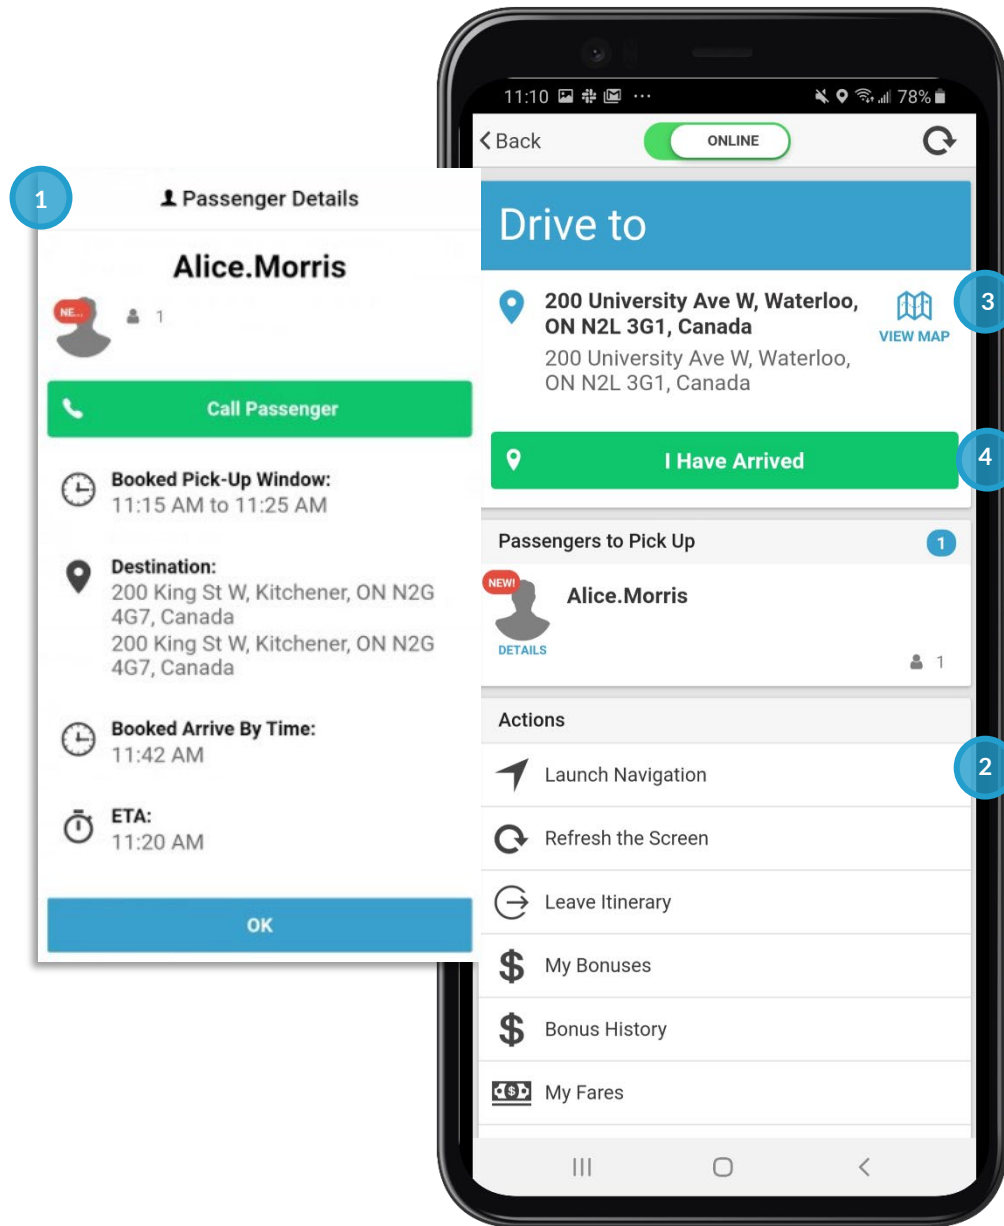 1
Passenger Details
Alice.Morris
NE...
1
Call Passenger
Booked Pick-Up Window:
11:15 AM to 11:25 AM
Destination:
200 King St W, Kitchener, ON N2G
4G7, Canada
200 King St W, Kitchener, ON N2G
4G7, Canada
Booked Arrive By Time:
11:42 AM
ETA:
11:20 AM
OK
11:10 ... 78%
Back
ONLINE
Drive to
200 University Ave W, Waterloo,
ON N2L 3G1, Canada
200 University Ave W, Waterloo,
ON N2L 3G1, Canada
VIEW MAP
3
I Have Arrived
4
Passengers to Pick Up
1
NEW!
Alice.Morris
DETAILS
1
Actions
Launch Navigation
2
Refresh the Screen
Leave Itinerary
$ My Bonuses
$ Bonus History
$ My Fares